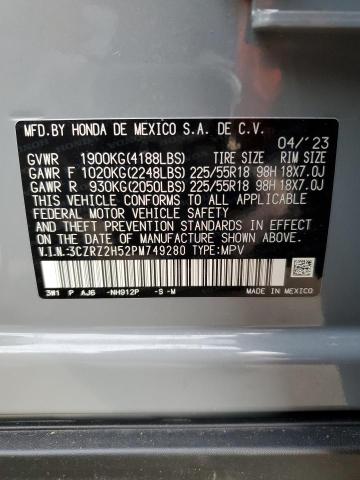 MFD.BY HONDA DE MEXICO S.A. DE C.V.
04/'23
GVWR 1900KG(4188LBS) TIRE SIZE RIM SIZE
GAWR F 1020KG(2248LBS) 225/55R18 98H 18X7.0J
GAWR R 930KG(2050LBS) 225/55R18 98H 18X7.0J
THIS VEHICLE CONFORMS TO ALL APPLICABLE
FEDERAL MOTOR VEHICLE SAFETY, BUMPER,
AND THEFT PREVENTION STANDARDS IN EFFECT
ON THE DATE OF MANUFACTURE SHOWN ABOVE.
V.I.N.:3CZRZ2H52PM749280 TYPE:MPV
3W1 P AJ6 -NH912P -S -M
MADE IN MEXICO